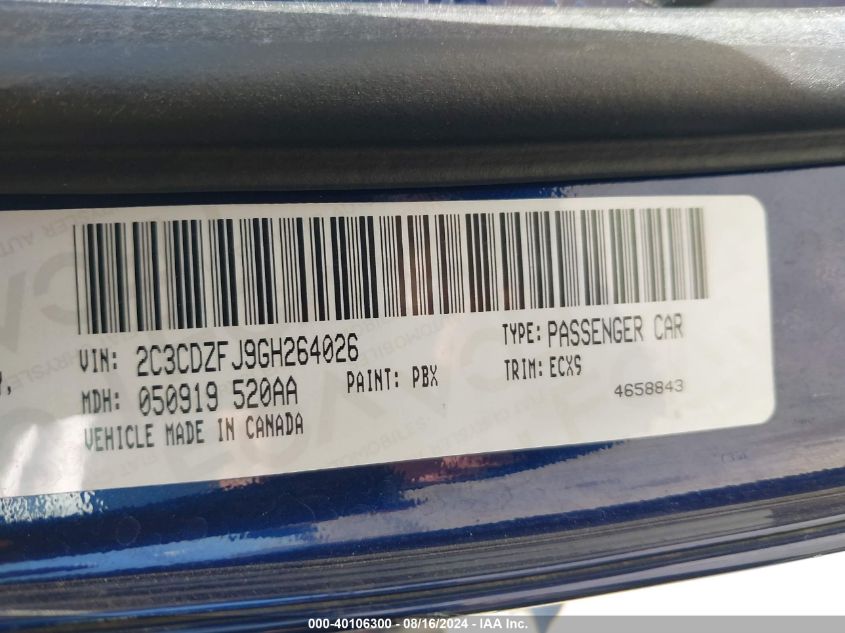 VIN: 2C3CDZFJ9GH264026
TYPE: PASSENGER CAR
MDH: 050919 520AA
PAINT: PBX
TRIM: ECX9
VEHICLE MADE IN CANADA
4658843
000-40106300 - 08/16/2024 - IAA Inc.